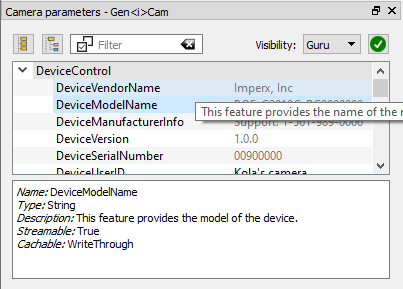 Camera parameters - Gen<i>Cam
Filter
Visibility: Guru
DeviceControl
DeviceVendorName Imperx, Inc
DeviceModelName
This feature provides the name of the
DeviceManufacturerInfo Support: 1-561-989-0006
DeviceVersion 1.0.0
DeviceSerialNumber 00900000
DeviceUserID Kola's camera
Name: DeviceModelName
Type: String
Description: This feature provides the model of the device.
Streamable: True
Cachable: WriteThrough